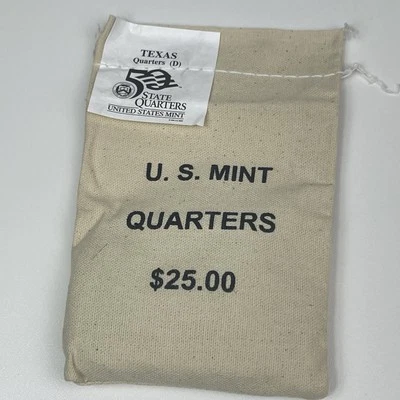 TEXAS
Quarters (D)
50
STATE
QUARTERS
UNITED STATES MINT
U. S. MINT
QUARTERS
$25.00